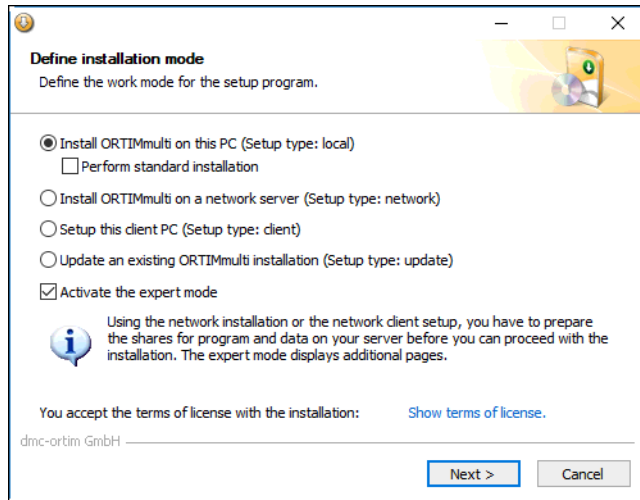 Define installation mode
Define the work mode for the setup program.
Install ORTIMmulti on this PC (Setup type: local)
Perform standard installation
Install ORTIMmulti on a network server (Setup type: network)
Setup this client PC (Setup type: client)
Update an existing ORTIMmulti installation (Setup type: update)
Activate the expert mode
Using the network installation or the network client setup, you have to prepare
the shares for program and data on your server before you can proceed with the
installation. The expert mode displays additional pages.
You accept the terms of license with the installation: Show terms of license.
dmc-ortim GmbH
Next > Cancel